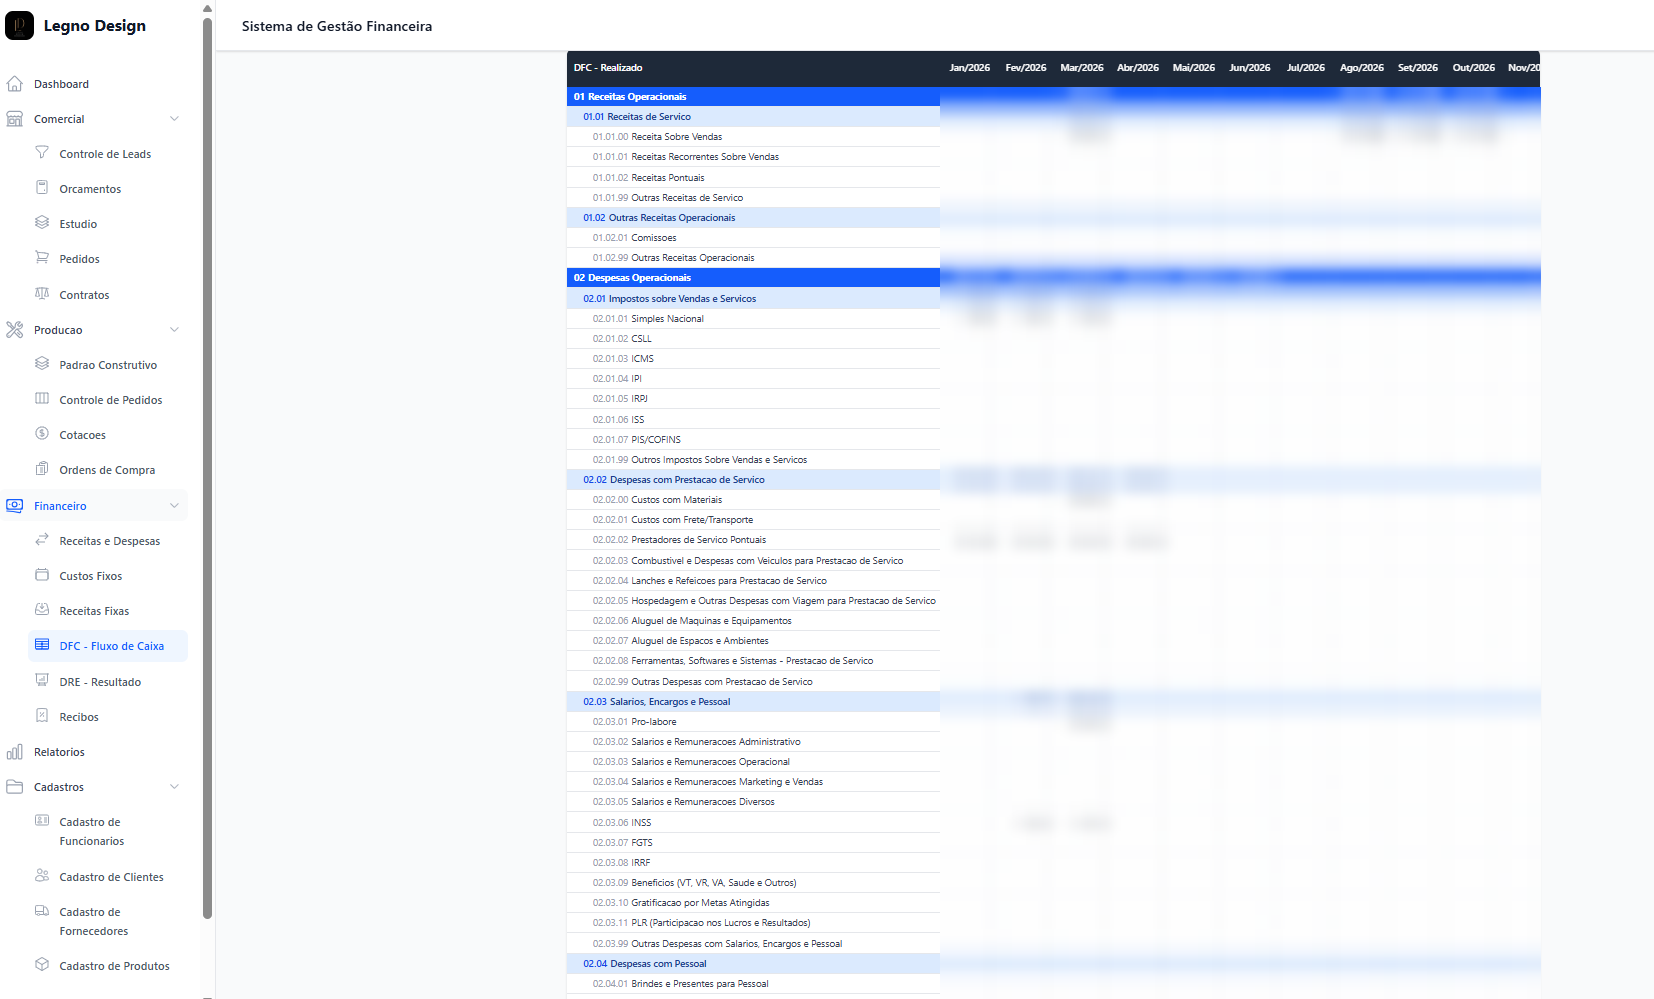 Legno Design
Sistema de Gestão Financeira
Dashboard
Comercial
Controle de Leads
Orcamentos
Estudio
Pedidos
Contratos
Producao
Padrao Construtivo
Controle de Pedidos
Cotacoes
Ordens de Compra
Financeiro
Receitas e Despesas
Custos Fixos
Receitas Fixas
DFC - Fluxo de Caixa
DRE - Resultado
Recibos
Relatorios
Cadastros
Cadastro de
Funcionarios
Cadastro de Clientes
Cadastro de
Fornecedores
Cadastro de Produtos
DFC - Realizado Jan/2026 Fev/2026 Mar/2026 Abr/2026 Mai/2026 Jun/2026 Jul/2026 Ago/2026 Set/2026 Out/2026 Nov/20
01 Receitas Operacionais
01.01 Receitas de Servico
01.01.00 Receita Sobre Vendas
01.01.01 Receitas Recorrentes Sobre Vendas
01.01.02 Receitas Pontuais
01.01.99 Outras Receitas de Servico
01.02 Outras Receitas Operacionais
01.02.01 Comissoes
01.02.99 Outras Receitas Operacionais
02 Despesas Operacionais
02.01 Impostos sobre Vendas e Servicos
02.01.01 Simples Nacional
02.01.02 CSLL
02.01.03 ICMS
02.01.04 IPI
02.01.05 IRPJ
02.01.06 ISS
02.01.07 PIS/COFINS
02.01.99 Outros Impostos Sobre Vendas e Servicos
02.02 Despesas com Prestacao de Servico
02.02.00 Custos com Materiais
02.02.01 Custos com Frete/Transporte
02.02.02 Prestadores de Servico Pontuais
02.02.03 Combustivel e Despesas com Veiculos para Prestacao de Servico
02.02.04 Lanches e Refeicoes para Prestacao de Servico
02.02.05 Hospedagem e Outras Despesas com Viagem para Prestacao de Servico
02.02.06 Aluguel de Maquinas e Equipamentos
02.02.07 Aluguel de Espacos e Ambientes
02.02.08 Ferramentas, Softwares e Sistemas - Prestacao de Servico
02.02.99 Outras Despesas com Prestacao de Servico
02.03 Salarios, Encargos e Pessoal
02.03.01 Pro-labore
02.03.02 Salarios e Remuneracoes Administrativo
02.03.03 Salarios e Remuneracoes Operacional
02.03.04 Salarios e Remuneracoes Marketing e Vendas
02.03.05 Salarios e Remuneracoes Diversos
02.03.06 INSS
02.03.07 FGTS
02.03.08 IRRF
02.03.09 Beneficios (VT, VR, VA, Saude e Outros)
02.03.10 Gratificacao por Metas Atingidas
02.03.11 PLR (Participacao nos Lucros e Resultados)
02.03.99 Outras Despesas com Salarios, Encargos e Pessoal
02.04 Despesas com Pessoal
02.04.01 Brindes e Presentes para Pessoal